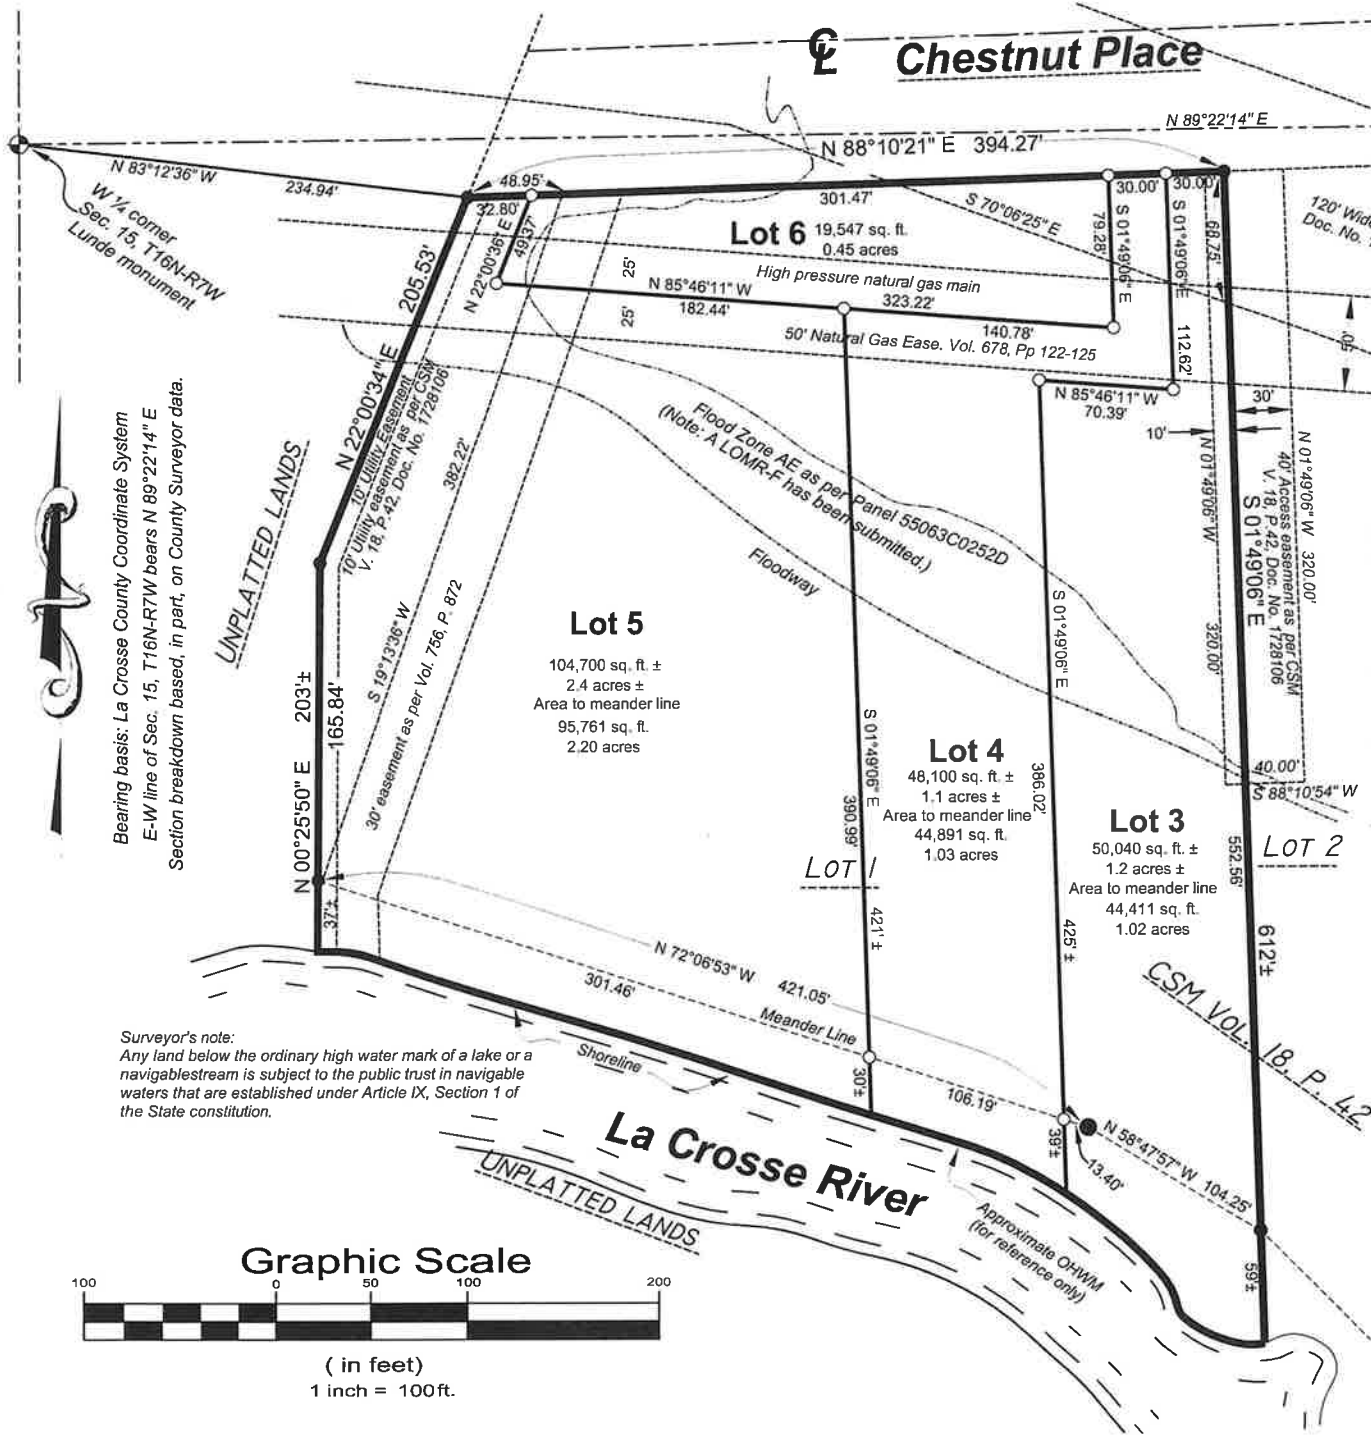 ℄ Chestnut Place
N 89°22'14" E
N 88°10'21" E 394.27'
N 83°12'36" W
234.94'
W ¼ corner
Sec. 15, T16N-R7W
Lunde monument
48.95'
32.80'
301.47'
30.00'
30.00'
S 70°06'25" E
120' Wide
Doc. No.
N 22°00'36" E
49.37'
Lot 6 19,547 sq. ft.
0.45 acres
79.28'
S 01°49'06" E
S 01°49'06" E
68.75'
25'
25'
High pressure natural gas main
N 85°46'11" W
182.44'
323.22'
140.78'
50' Natural Gas Ease. Vol. 678, Pp 122-125
112.62'
50'
N 85°46'11" W
70.39'
30'
10'
205.53'
N 22°00'34" E
10' Utility Easement
10' Utility easement as per CSM
V. 18, P.42, Doc. No. 1728106
382.22'
S 19°13'36" W
30' easement as per Vol. 756, P. 872
UNPLATTED LANDS
Bearing basis: La Crosse County Coordinate System
E-W line of Sec. 15, T16N-R7W bears N 89°22'14" E
Section breakdown based, in part, on County Surveyor data.
Flood Zone AE as per Panel 55063C0252D
(Note: A LOMR-F has been submitted.)
Floodway
N 01°49'06" W
320.00'
S 01°49'06" E
40' Access easement as per CSM
V. 18, P.42, Doc. No. 1728106
N 01°49'06" W 320.00'
40.00'
S 88°10'54" W
Lot 5
104,700 sq. ft. ±
2.4 acres ±
Area to meander line
95,761 sq. ft.
2.20 acres
N 00°25'50" E 203'±
165.84'
37'±
S 01°49'06" E
390.99'
421' ±
Lot 4
48,100 sq. ft. ±
1.1 acres ±
Area to meander line
44,891 sq. ft.
1.03 acres
S 01°49'06" E
386.02'
425' ±
Lot 3
50,040 sq. ft. ±
1.2 acres ±
Area to meander line
44,411 sq. ft.
1.02 acres
552.56'
612'±
LOT 1
LOT 2
CSM VOL. 18, P. 42
N 72°06'53" W 421.05'
301.46'
Meander Line
30'±
106.19'
39'±
13.40'
N 58°47'57" W 104.25'
59'±
Surveyor's note:
Any land below the ordinary high water mark of a lake or a
navigablestream is subject to the public trust in navigable
waters that are established under Article IX, Section 1 of
the State constitution.
Shoreline
La Crosse River
UNPLATTED LANDS
Approximate OHWM
(for reference only)
Graphic Scale
100 0 50 100 200
( in feet)
1 inch = 100ft.